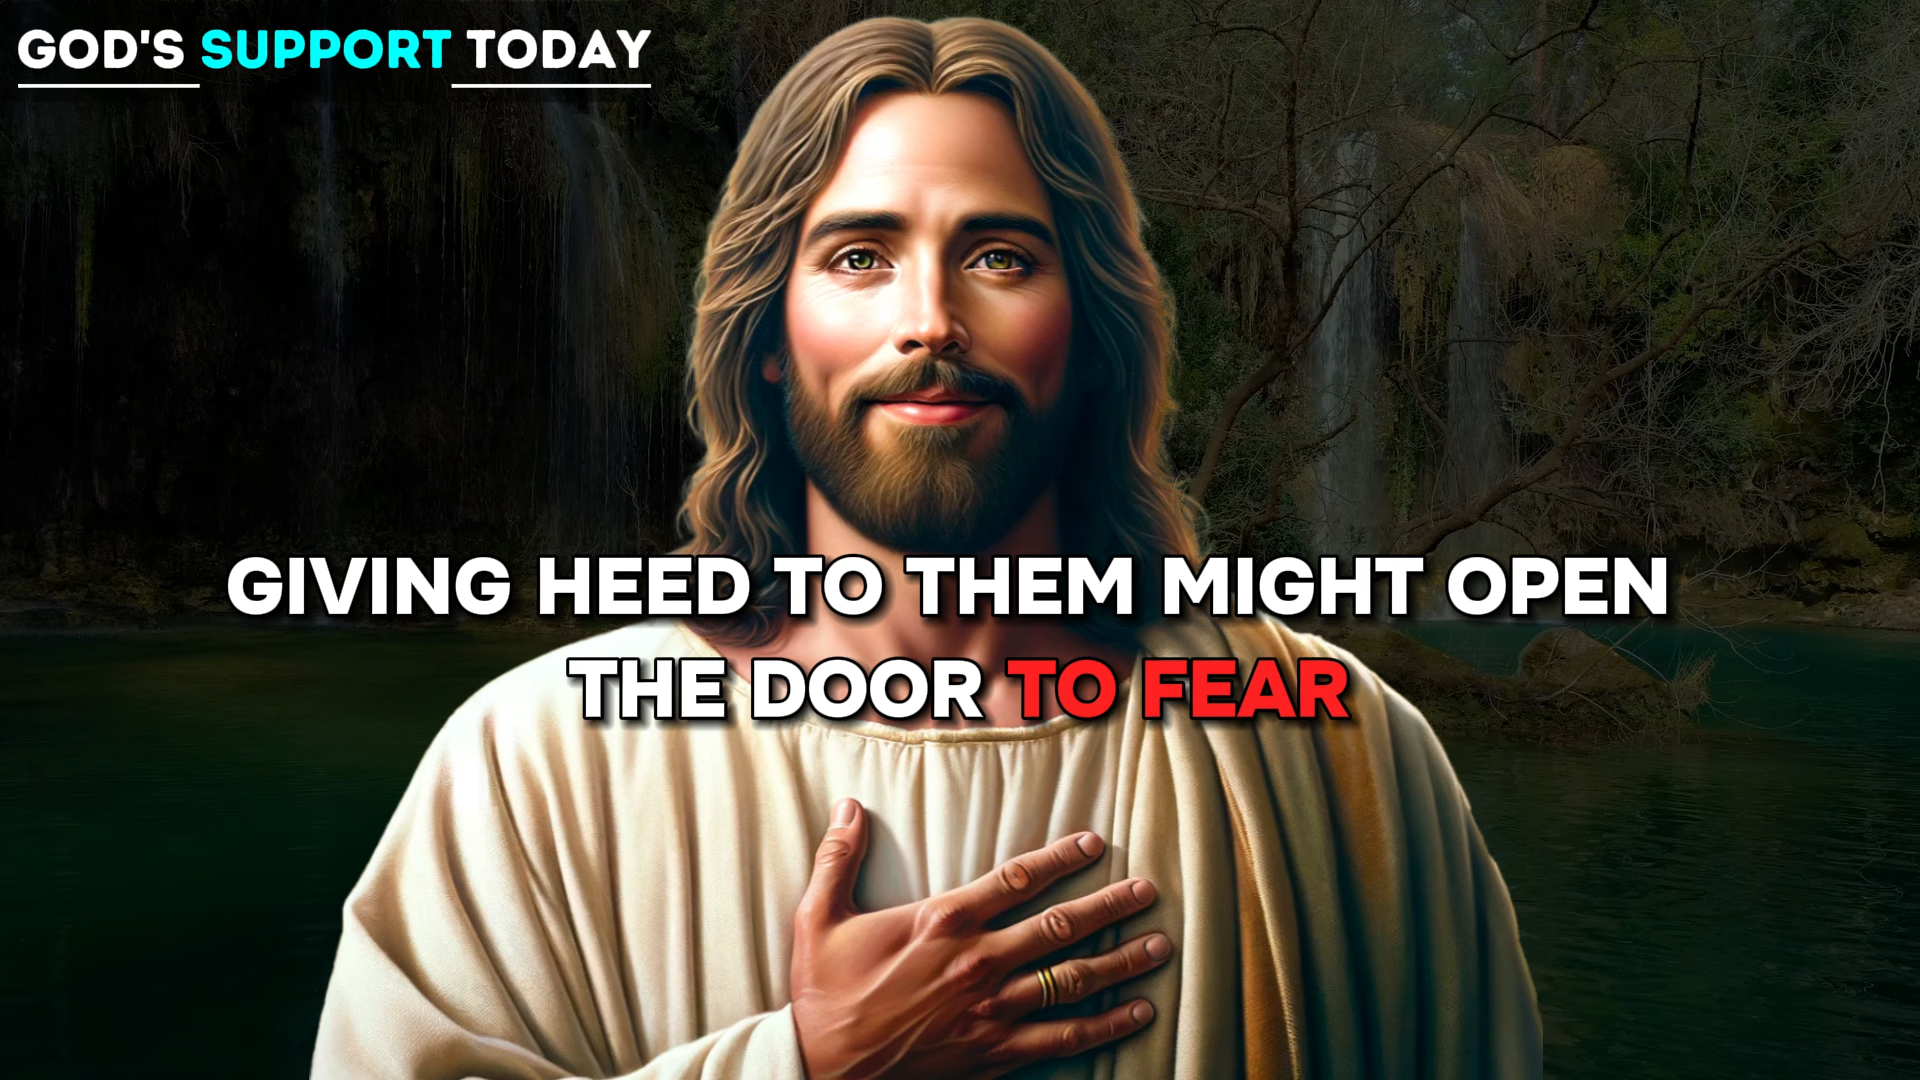 GOD'S SUPPORT TODAY
GIVING HEED TO THEM MIGHT OPEN
THE DOOR TO FEAR